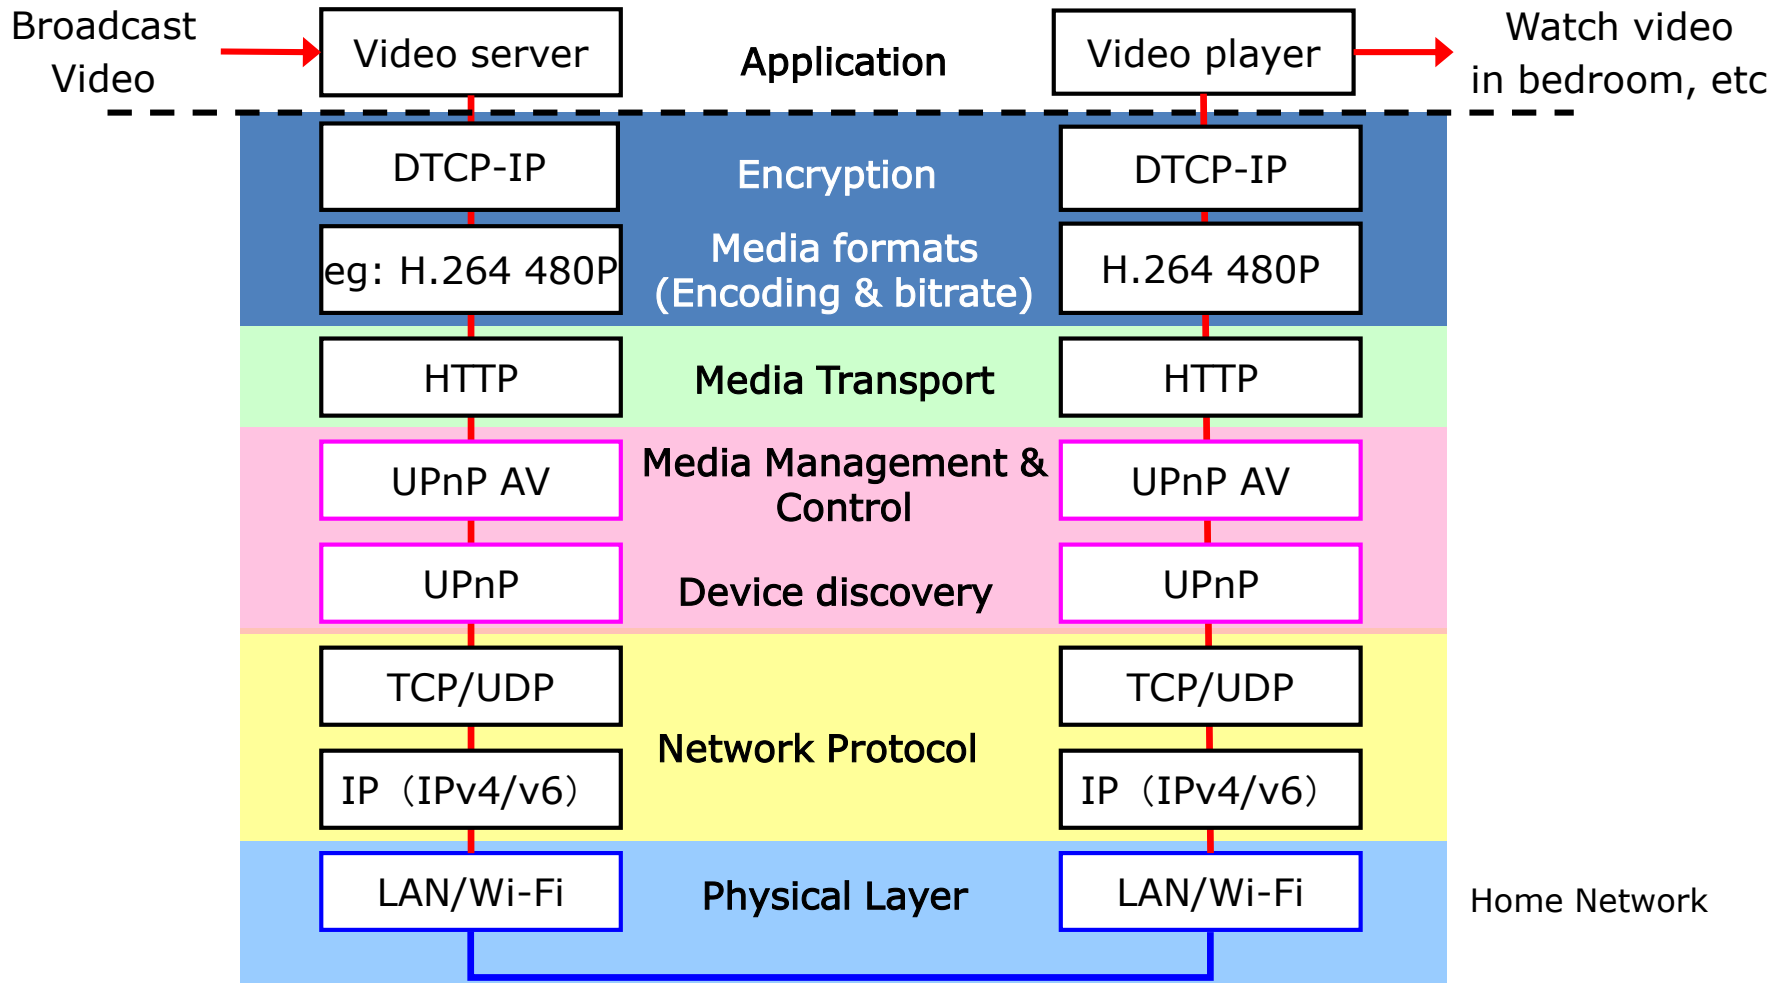 Broadcast
Video
Video server
Application
Video player
Watch video
in bedroom, etc
DTCP-IP
Encryption
DTCP-IP
eg: H.264 480P
Media formats
(Encoding & bitrate)
H.264 480P
HTTP
Media Transport
HTTP
UPnP AV
Media Management &
Control
UPnP AV
UPnP
Device discovery
UPnP
TCP/UDP
TCP/UDP
Network Protocol
IP（IPv4/v6）
IP（IPv4/v6）
LAN/Wi-Fi
Physical Layer
LAN/Wi-Fi
Home Network